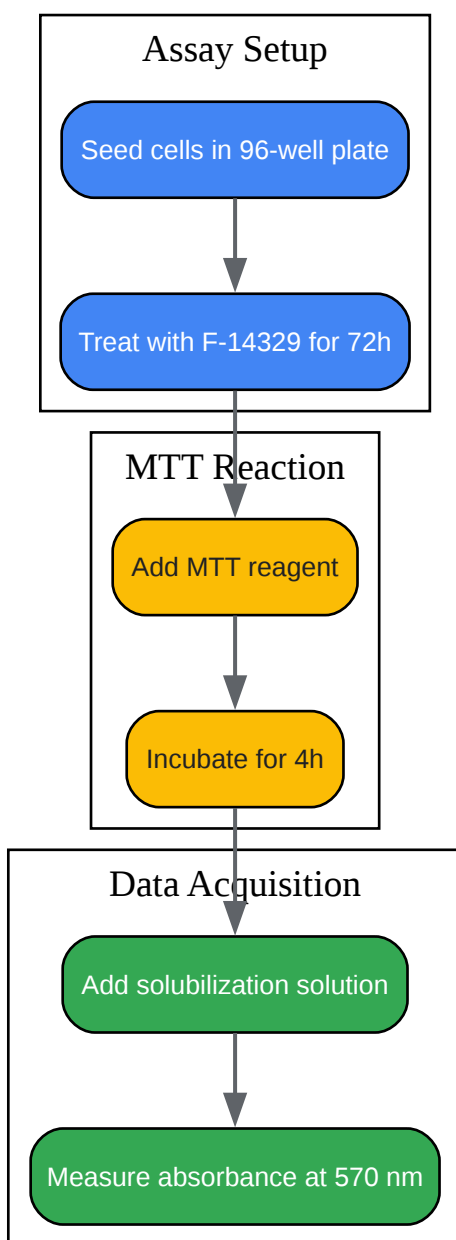 Assay Setup
Seed cells in 96-well plate
Treat with F-14329 for 72h
MTT Reaction
Add MTT reagent
Incubate for 4h
Data Acquisition
Add solubilization solution
Measure absorbance at 570 nm